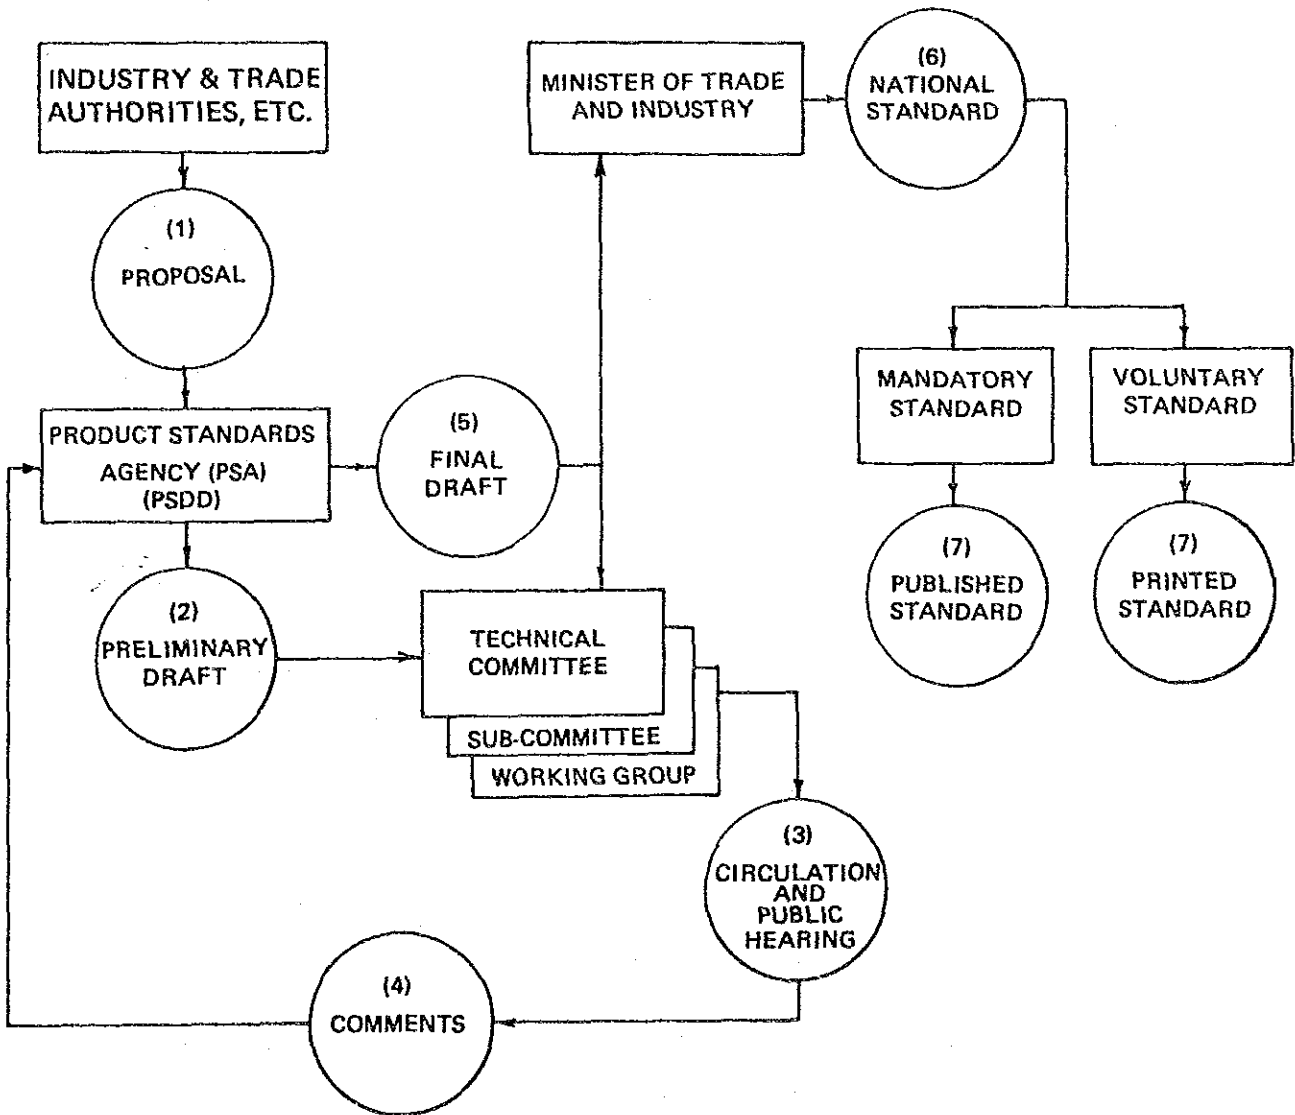 INDUSTRY & TRADE
AUTHORITIES, ETC.
(1)
PROPOSAL
PRODUCT STANDARDS
AGENCY (PSA)
(PSDD)
(2)
PRELIMINARY
DRAFT
TECHNICAL
COMMITTEE
SUB-COMMITTEE
WORKING GROUP
(3)
CIRCULATION
AND
PUBLIC
HEARING
(4)
COMMENTS
(5)
FINAL
DRAFT
MINISTER OF TRADE
AND INDUSTRY
(6)
NATIONAL
STANDARD
MANDATORY
STANDARD
VOLUNTARY
STANDARD
(7)
PUBLISHED
STANDARD
(7)
PRINTED
STANDARD